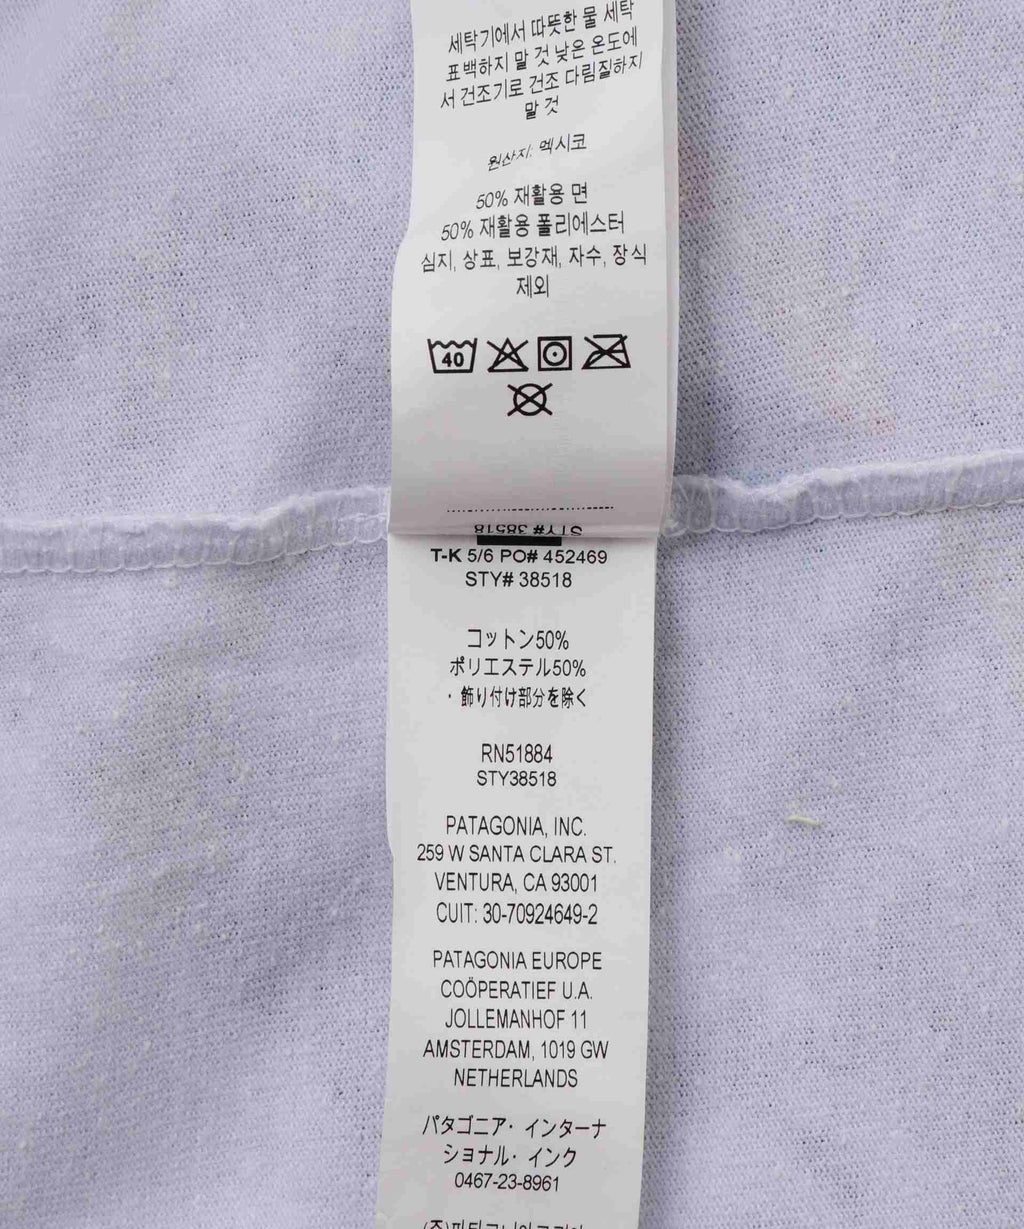 세탁기에서 따뜻한 물 세탁
표백하지 말 것 낮은 온도에
서 건조기로 건조 다림질하지
말 것
원산지: 멕시코
50% 재활용 면
50% 재활용 폴리에스터
심지, 상표, 보강재, 자수, 장식
제외
40
STY# 38518
T-K 5/6 PO# 452469
STY# 38518
コットン50%
ポリエステル50%
・飾り付け部分を除く
RN51884
STY38518
PATAGONIA, INC.
259 W SANTA CLARA ST.
VENTURA, CA 93001
CUIT: 30-70924649-2
PATAGONIA EUROPE
COÖPERATIEF U.A.
JOLLEMANHOF 11
AMSTERDAM, 1019 GW
NETHERLANDS
パタゴニア・インターナ
ショナル・インク
0467-23-8961